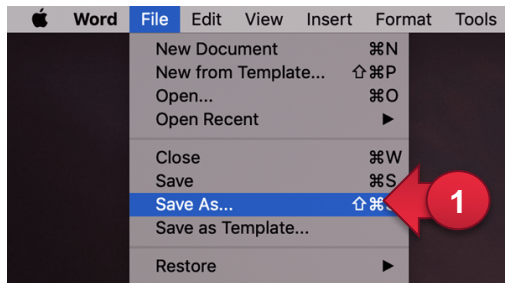 Word File Edit View Insert Format Tools
New Document ⌘N
New from Template... ⇧⌘P
Open... ⌘O
Open Recent ▶
Close ⌘W
Save ⌘S
Save As... ⇧⌘
Save as Template...
Restore ▶
1